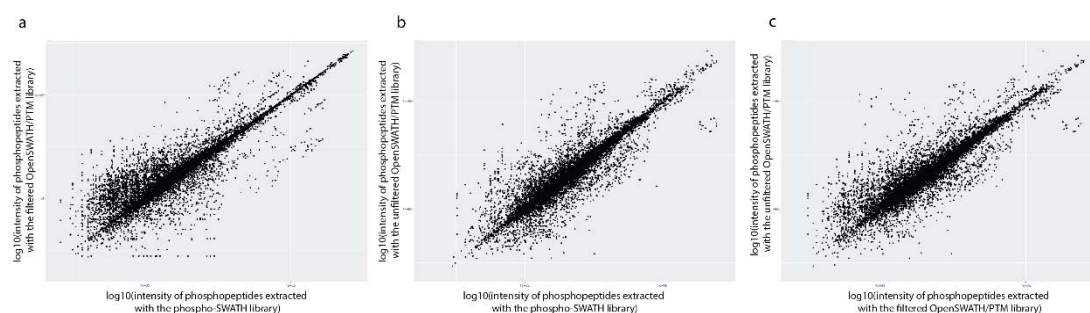 a
log10(intensity of phosphopeptides extracted
with the filtered OpenSWATH/PTM library)
log10(intensity of phosphopeptides extracted
with the phospho-SWATH library)
b
log10(intensity of phosphopeptides extracted
with the unfiltered OpenSWATH/PTM library)
log10(intensity of phosphopeptides extracted
with the phospho-SWATH library)
c
log10(intensity of phosphopeptides extracted
with the unfiltered OpenSWATH/PTM library)
log10(intensity of phosphopeptides extracted
with the filtered OpenSWATH/PTM library)